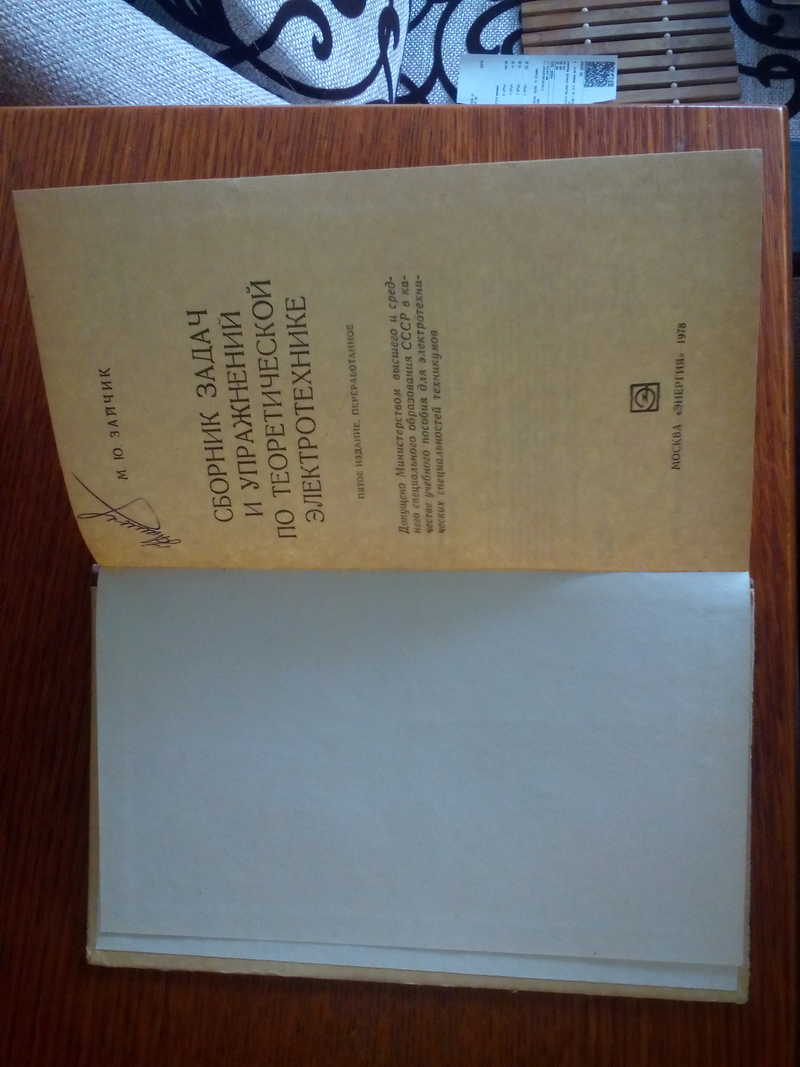 М. Ю ЗАЙЧИК
СБОРНИК ЗАДАЧ
И УПРАЖНЕНИЙ
ПО ТЕОРЕТИЧЕСКОЙ
ЭЛЕКТРОТЕХНИКЕ
ПЯТОЕ ИЗДАНИЕ, ПЕРЕРАБОТАННОЕ
Допущено Министерством высшего и сред-
него специального образования СССР в ка-
честве учебного пособия для электротехни-
ческих специальностей техникумов
МОСКВА «ЭНЕРГИЯ» 1978